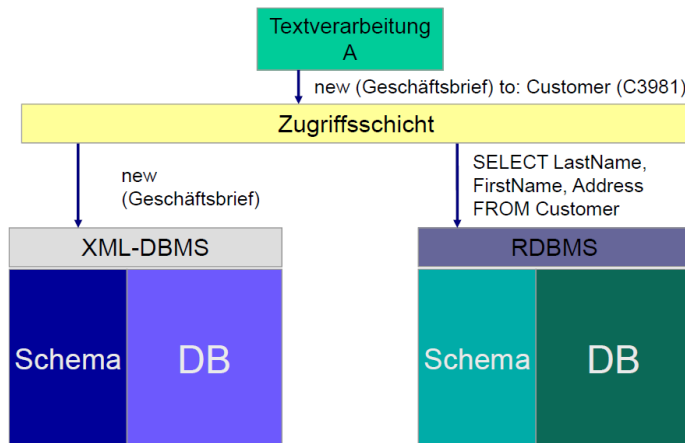 Textverarbeitung
A
new (Geschäftsbrief) to: Customer (C3981)
Zugriffsschicht
new
(Geschäftsbrief)
SELECT LastName,
FirstName, Address
FROM Customer
XML-DBMS
RDBMS
Schema
DB
Schema
DB